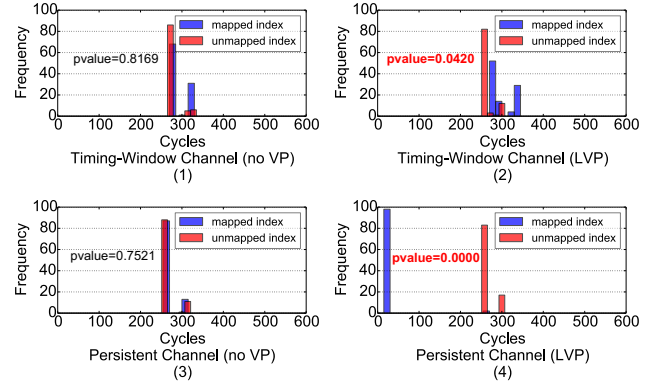 100
80
60
40
20
0
Frequency
pvalue=0.8169
mapped index
unmapped index
0 100 200 300 400 500 600
Cycles
Timing-Window Channel (no VP)
(1)
100
80
60
40
20
0
Frequency
pvalue=0.0420
mapped index
unmapped index
0 100 200 300 400 500 600
Cycles
Timing-Window Channel (LVP)
(2)
100
80
60
40
20
0
Frequency
pvalue=0.7521
mapped index
unmapped index
0 100 200 300 400 500 600
Cycles
Persistent Channel (no VP)
(3)
100
80
60
40
20
0
Frequency
pvalue=0.0000
mapped index
unmapped index
0 100 200 300 400 500 600
Cycles
Persistent Channel (LVP)
(4)